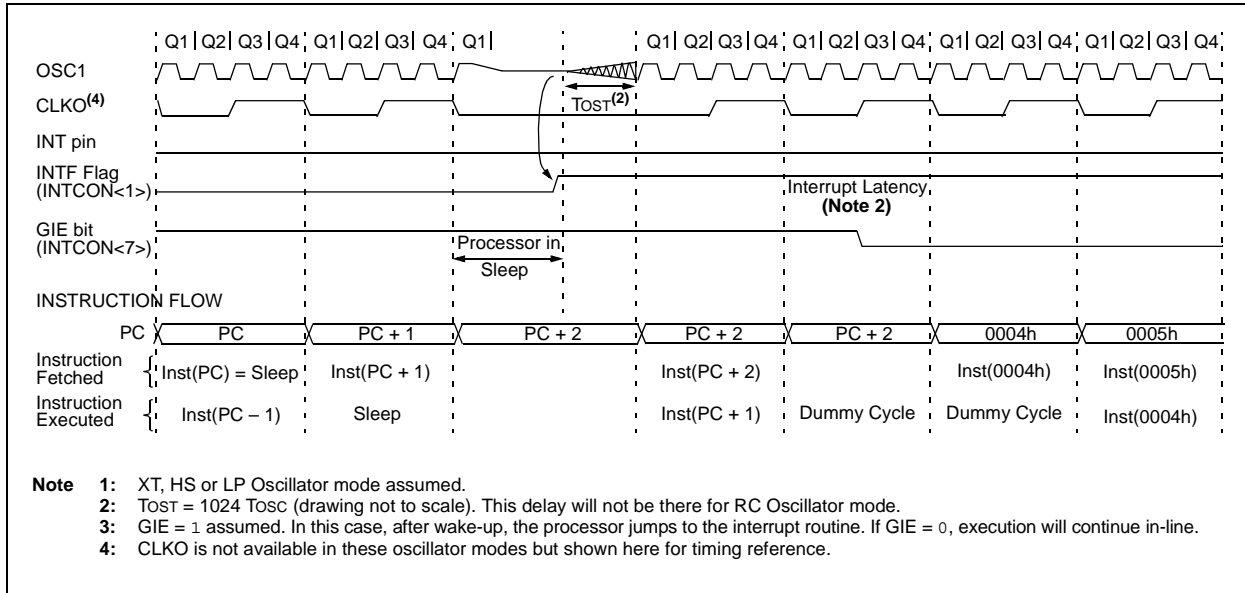 Q1 Q2 Q3 Q4 Q1 Q2 Q3 Q4 Q1 Q1 Q2 Q3 Q4 Q1 Q2 Q3 Q4 Q1 Q2 Q3 Q4 Q1 Q2 Q3 Q4
OSC1
CLKO(4)
TOST(2)
INT pin
INTF Flag
(INTCON<1>)
Interrupt Latency
(Note 2)
GIE bit
(INTCON<7>)
Processor in
Sleep
INSTRUCTION FLOW
PC PC PC + 1 PC + 2 PC + 2 PC + 2 0004h 0005h
Instruction
Fetched
Inst(PC) = Sleep Inst(PC + 1) Inst(PC + 2) Inst(0004h) Inst(0005h)
Instruction
Executed
Inst(PC – 1) Sleep Inst(PC + 1) Dummy Cycle Dummy Cycle Inst(0004h)
Note 1: XT, HS or LP Oscillator mode assumed.
2: TOST = 1024 TOSC (drawing not to scale). This delay will not be there for RC Oscillator mode.
3: GIE = 1 assumed. In this case, after wake-up, the processor jumps to the interrupt routine. If GIE = 0, execution will continue in-line.
4: CLKO is not available in these oscillator modes but shown here for timing reference.